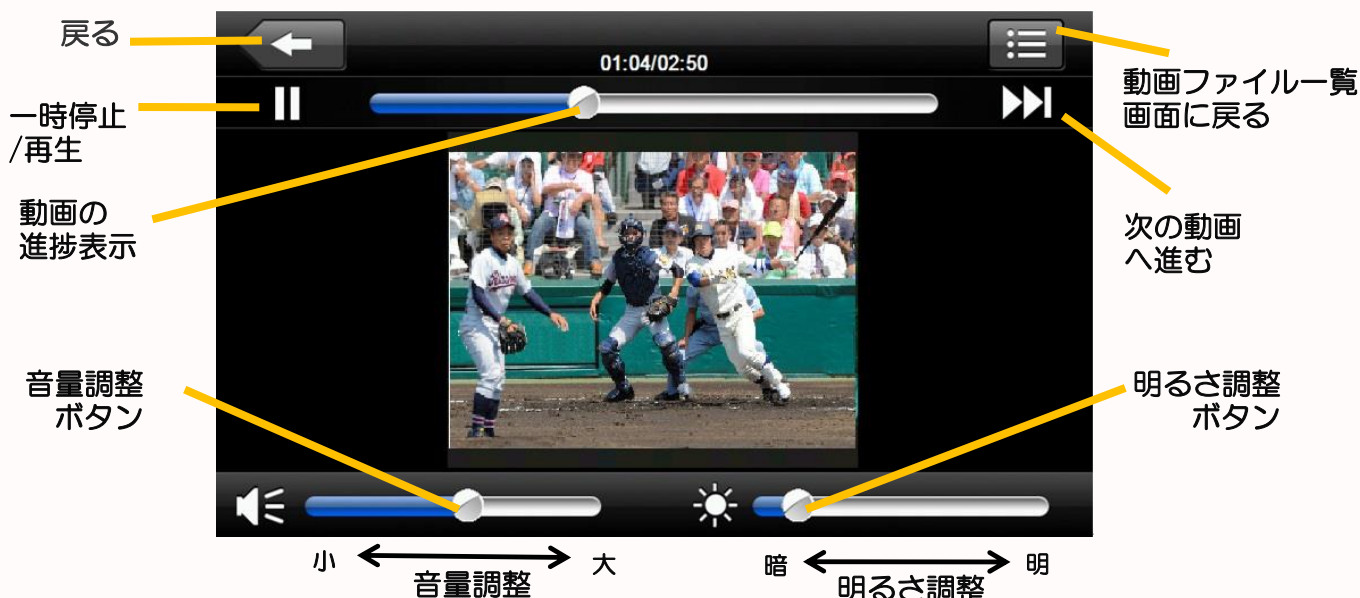 戻る
01:04/02:50
動画ファイル一覧
画面に戻る
一時停止
/再生
動画の
進捗表示
次の動画
へ進む
音量調整
ボタン
明るさ調整
ボタン
小
大
音量調整
暗
明
明るさ調整